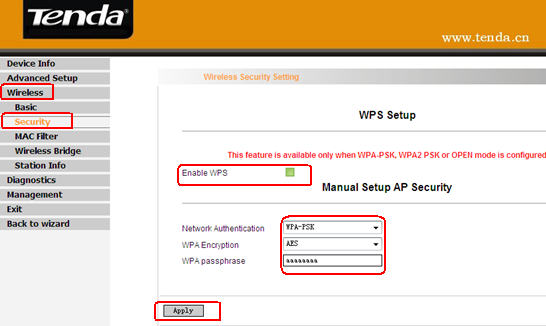 Tenda
www.tenda.cn
Device Info
Advanced Setup
Wireless
Basic
Security
MAC Filter
Wireless Bridge
Station Info
Diagnostics
Management
Exit
Back to wizard
Wireless Security Setting
WPS Setup
This feature is available only when WPA-PSK, WPA2 PSK or OPEN mode is configured
Enable WPS
Manual Setup AP Security
Network Authentication WPA-PSK
WPA Encryption AES
WPA passphrase aaaaaaaa
Apply